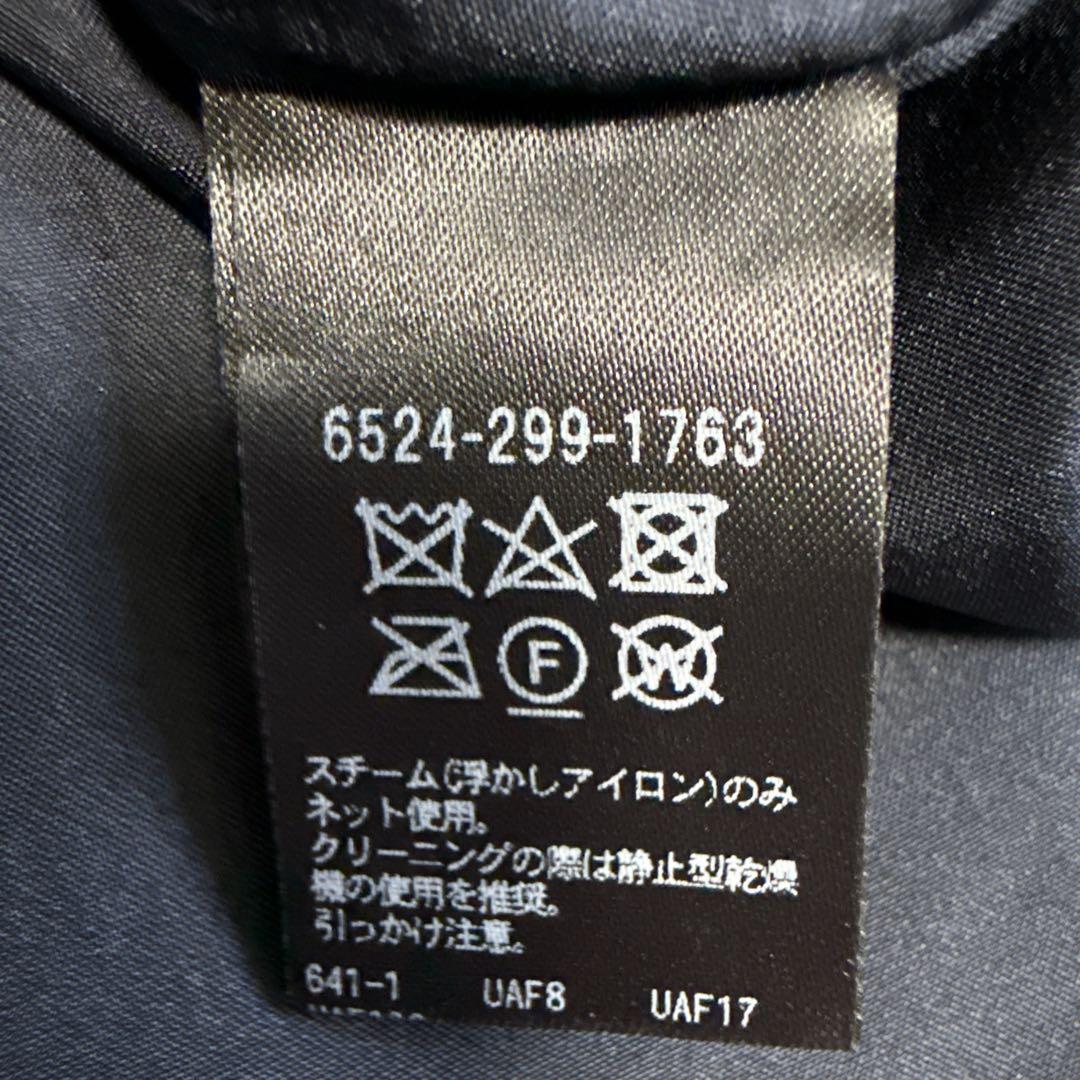 6524-299-1763
F
W
スチーム(浮かしアイロン)のみ
ネット使用。
クリーニングの際は静止型乾燥
機の使用を推奨。
引っかけ注意。
641-1 UAF8 UAF17